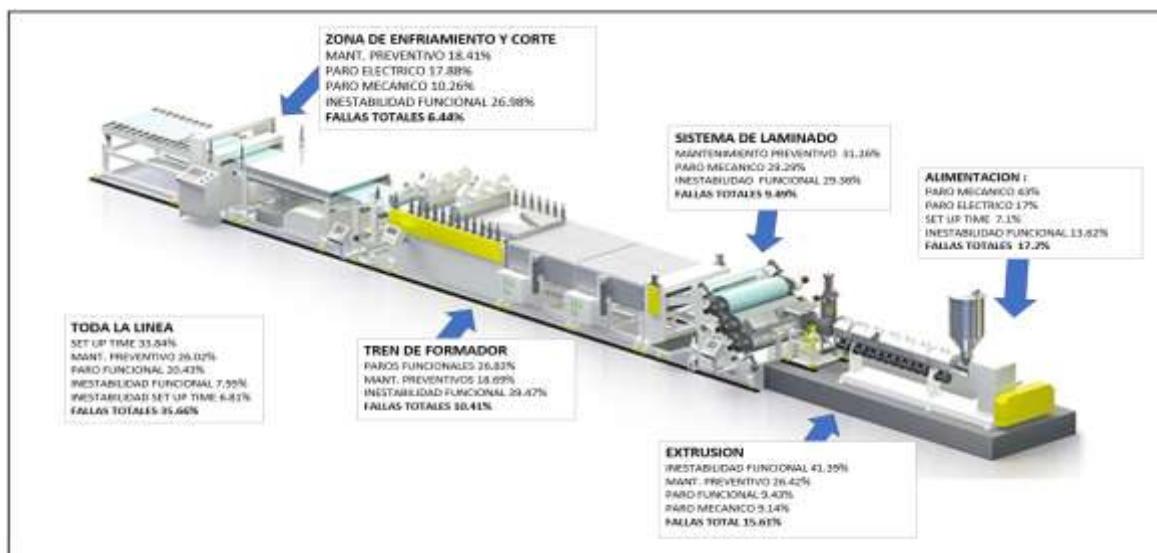 ZONA DE ENFRIAMIENTO Y CORTE
MANT. PREVENTIVO 18.41%
PARO ELECTRICO 17.88%
PARO MECÁNICO 10.26%
INESTABILIDAD FUNCIONAL 26.98%
FALLAS TOTALES 6.44%
SISTEMA DE LAMINADO
MANTENIMIENTO PREVENTIVO 31.26%
PARO MECANICO 29.29%
INESTABILIDAD FUNCIONAL 29.36%
FALLAS TOTALES 9.49%
ALIMENTACION :
PARO MECANICO 43%
PARO ELECTRICO 17%
SET UP TIME 7.1%
INESTABILIDAD FUNCIONAL 13.62%
FALLAS TOTALES 17.2%
TODA LA LINEA
SET UP TIME 33.84%
MANT. PREVENTIVO 26.02%
PARO FUNCIONAL 20.43%
INESTABILIDAD FUNCIONAL 7.95%
INESTABILIDAD SET UP TIME 6.81%
FALLAS TOTALES 35.66%
TREN DE FORMADOR
PAROS FUNCIONALES 26.82%
MANT. PREVENTIVOS 18.69%
INESTABILIDAD FUNCIONAL 39.47%
FALLAS TOTALES 10.41%
EXTRUSION
INESTABILIDAD FUNCIONAL 41.39%
MANT. PREVENTIVO 26.42%
PARO FUNCIONAL 9.43%
PARO MECANICO 9.14%
FALLAS TOTAL 15.61%